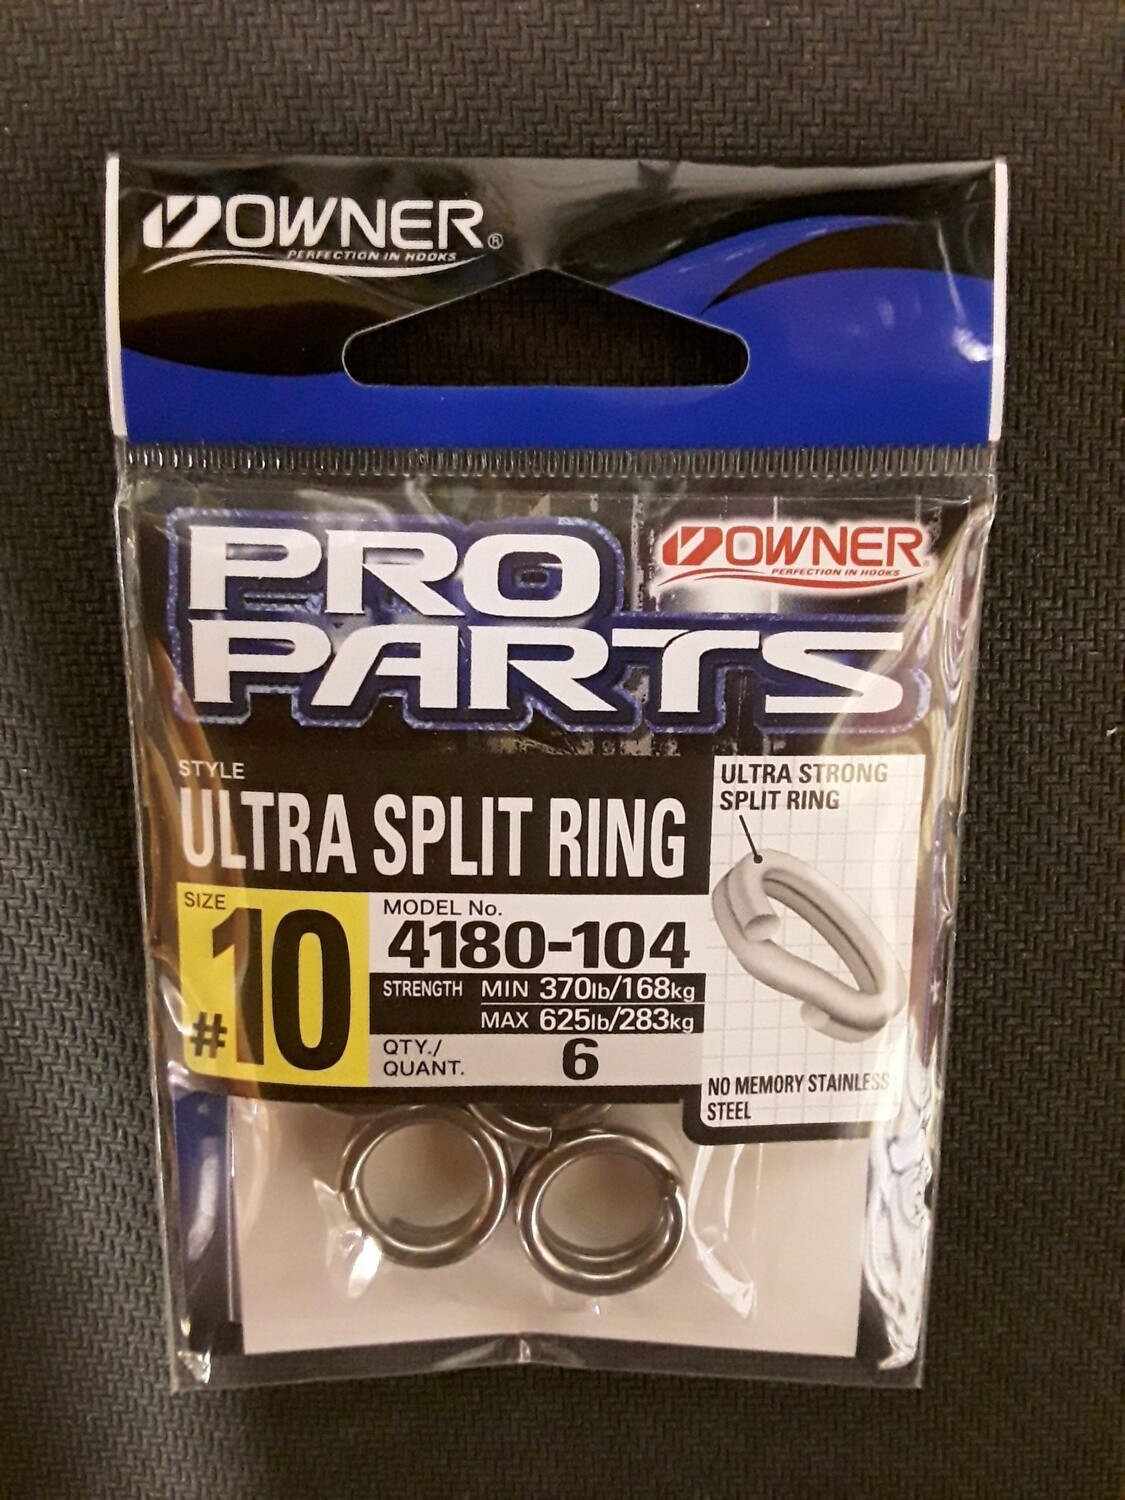 OWNER®
PERFECTION IN HOOKS
PRO
PARTS
OWNER
PERFECTION IN HOOKS
STYLE
ULTRA SPLIT RING
SIZE
#10
MODEL No.
4180-104
STRENGTH MIN 370lb/168kg
MAX 625lb/283kg
QTY./
QUANT.
6
ULTRA STRONG
SPLIT RING
NO MEMORY STAINLESS
STEEL